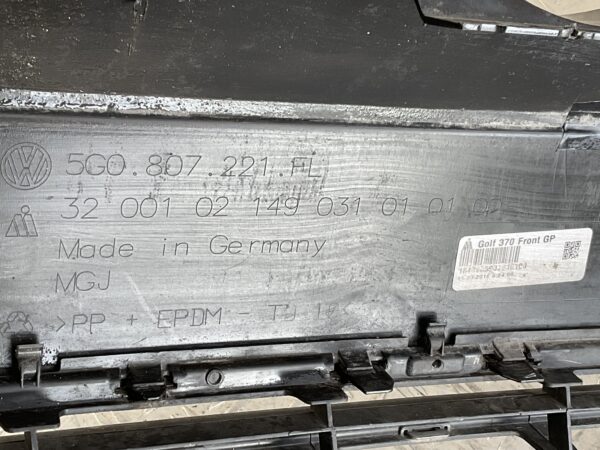 5G0.807.221.FL
32 001 02 149 031 01 01 00
Made in Germany
MGJ
>PP + EPDM -
Golf 370 Front GP